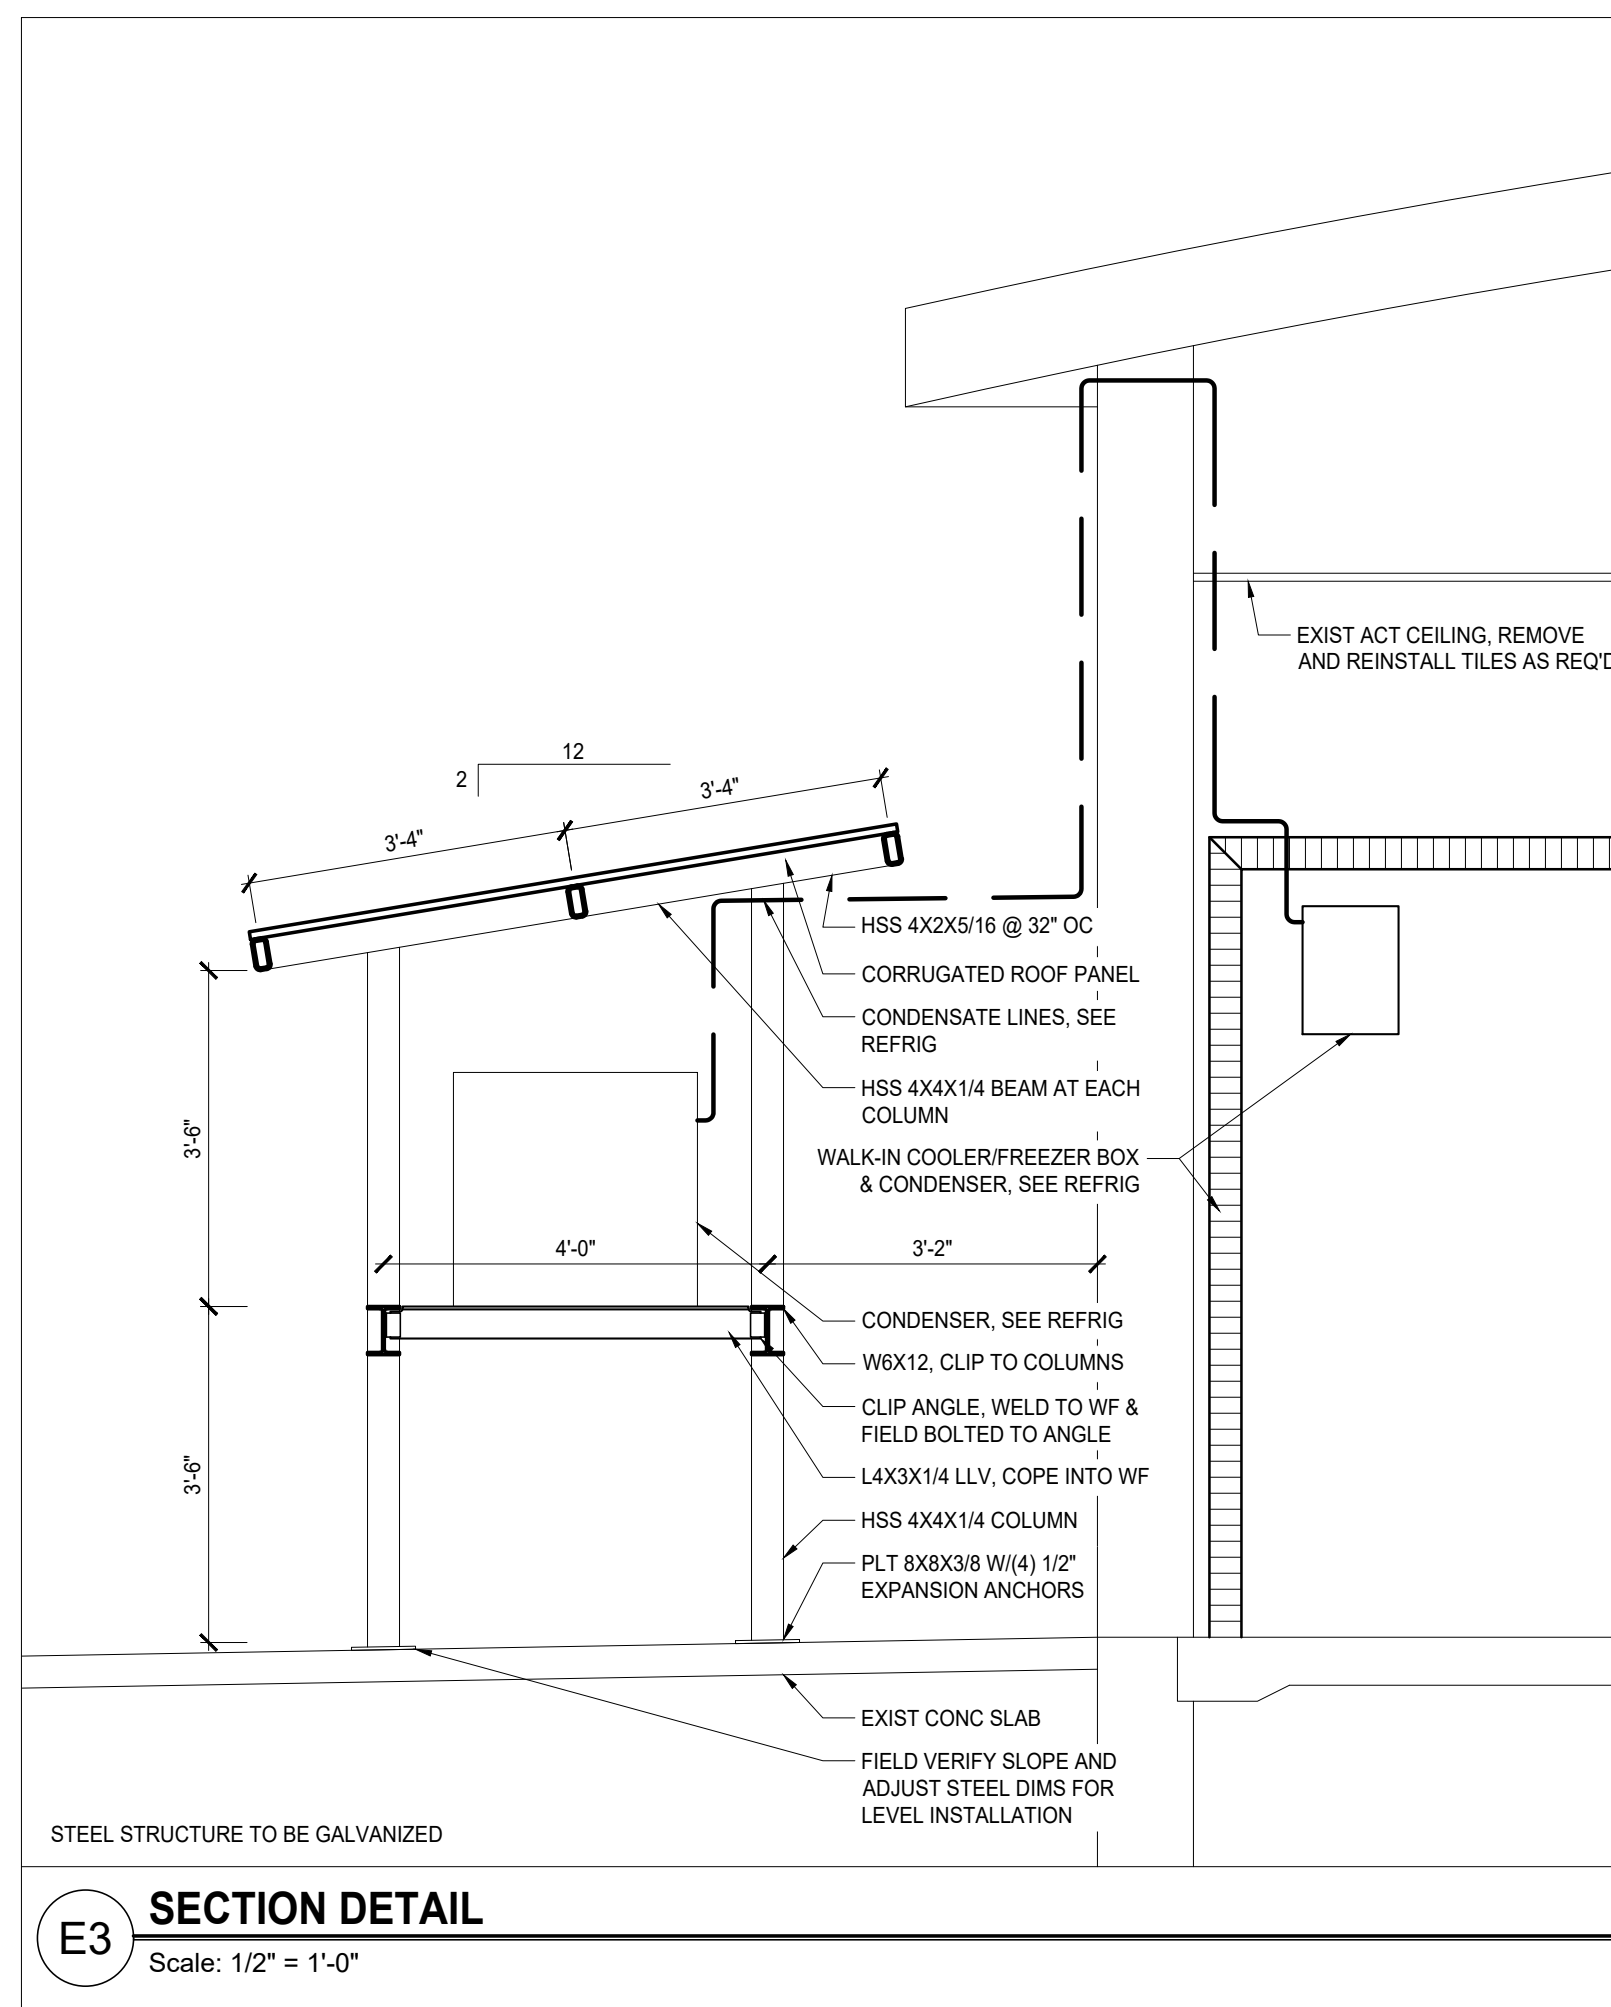 EXIST ACT CEILING, REMOVE
AND REINSTALL TILES AS REQ'D
12
2
3'-4"
3'-4"
HSS 4X2X5/16 @ 32" OC
CORRUGATED ROOF PANEL
CONDENSATE LINES, SEE
REFRIG
HSS 4X4X1/4 BEAM AT EACH
COLUMN
3'-6"
WALK-IN COOLER/FREEZER BOX
& CONDENSER, SEE REFRIG
4'-0"
3'-2"
CONDENSER, SEE REFRIG
W6X12, CLIP TO COLUMNS
CLIP ANGLE, WELD TO WF &
FIELD BOLTED TO ANGLE
3'-6"
L4X3X1/4 LLV, COPE INTO WF
HSS 4X4X1/4 COLUMN
PLT 8X8X3/8 W/(4) 1/2"
EXPANSION ANCHORS
EXIST CONC SLAB
FIELD VERIFY SLOPE AND
ADJUST STEEL DIMS FOR
LEVEL INSTALLATION
STEEL STRUCTURE TO BE GALVANIZED
E3
SECTION DETAIL
Scale: 1/2" = 1'-0"